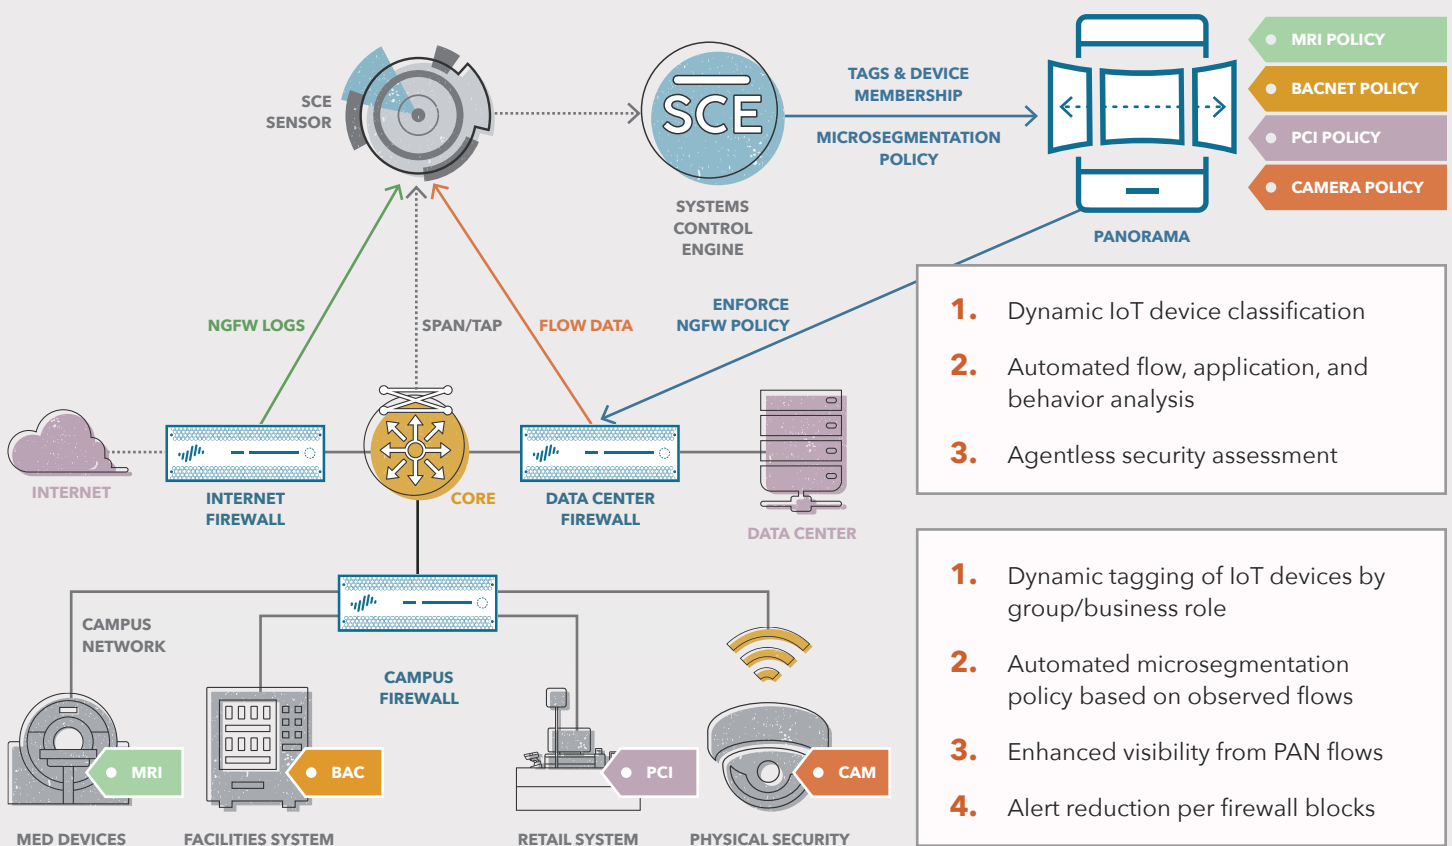 SCE
SENSOR
SCE
SYSTEMS
CONTROL
ENGINE
TAGS & DEVICE
MEMBERSHIP
MICROSEGMENTATION
POLICY
PANORAMA
MRI POLICY
BACNET POLICY
PCI POLICY
CAMERA POLICY
NGFW LOGS
SPAN/TAP
FLOW DATA
ENFORCE
NGFW POLICY
INTERNET
INTERNET
FIREWALL
CORE
DATA CENTER
FIREWALL
DATA CENTER
1. Dynamic IoT device classification
2. Automated flow, application, and
behavior analysis
3. Agentless security assessment
CAMPUS
NETWORK
CAMPUS
FIREWALL
MRI
BAC
PCI
CAM
MED DEVICES
FACILITIES SYSTEM
RETAIL SYSTEM
PHYSICAL SECURITY
1. Dynamic tagging of IoT devices by
group/business role
2. Automated microsegmentation
policy based on observed flows
3. Enhanced visibility from PAN flows
4. Alert reduction per firewall blocks